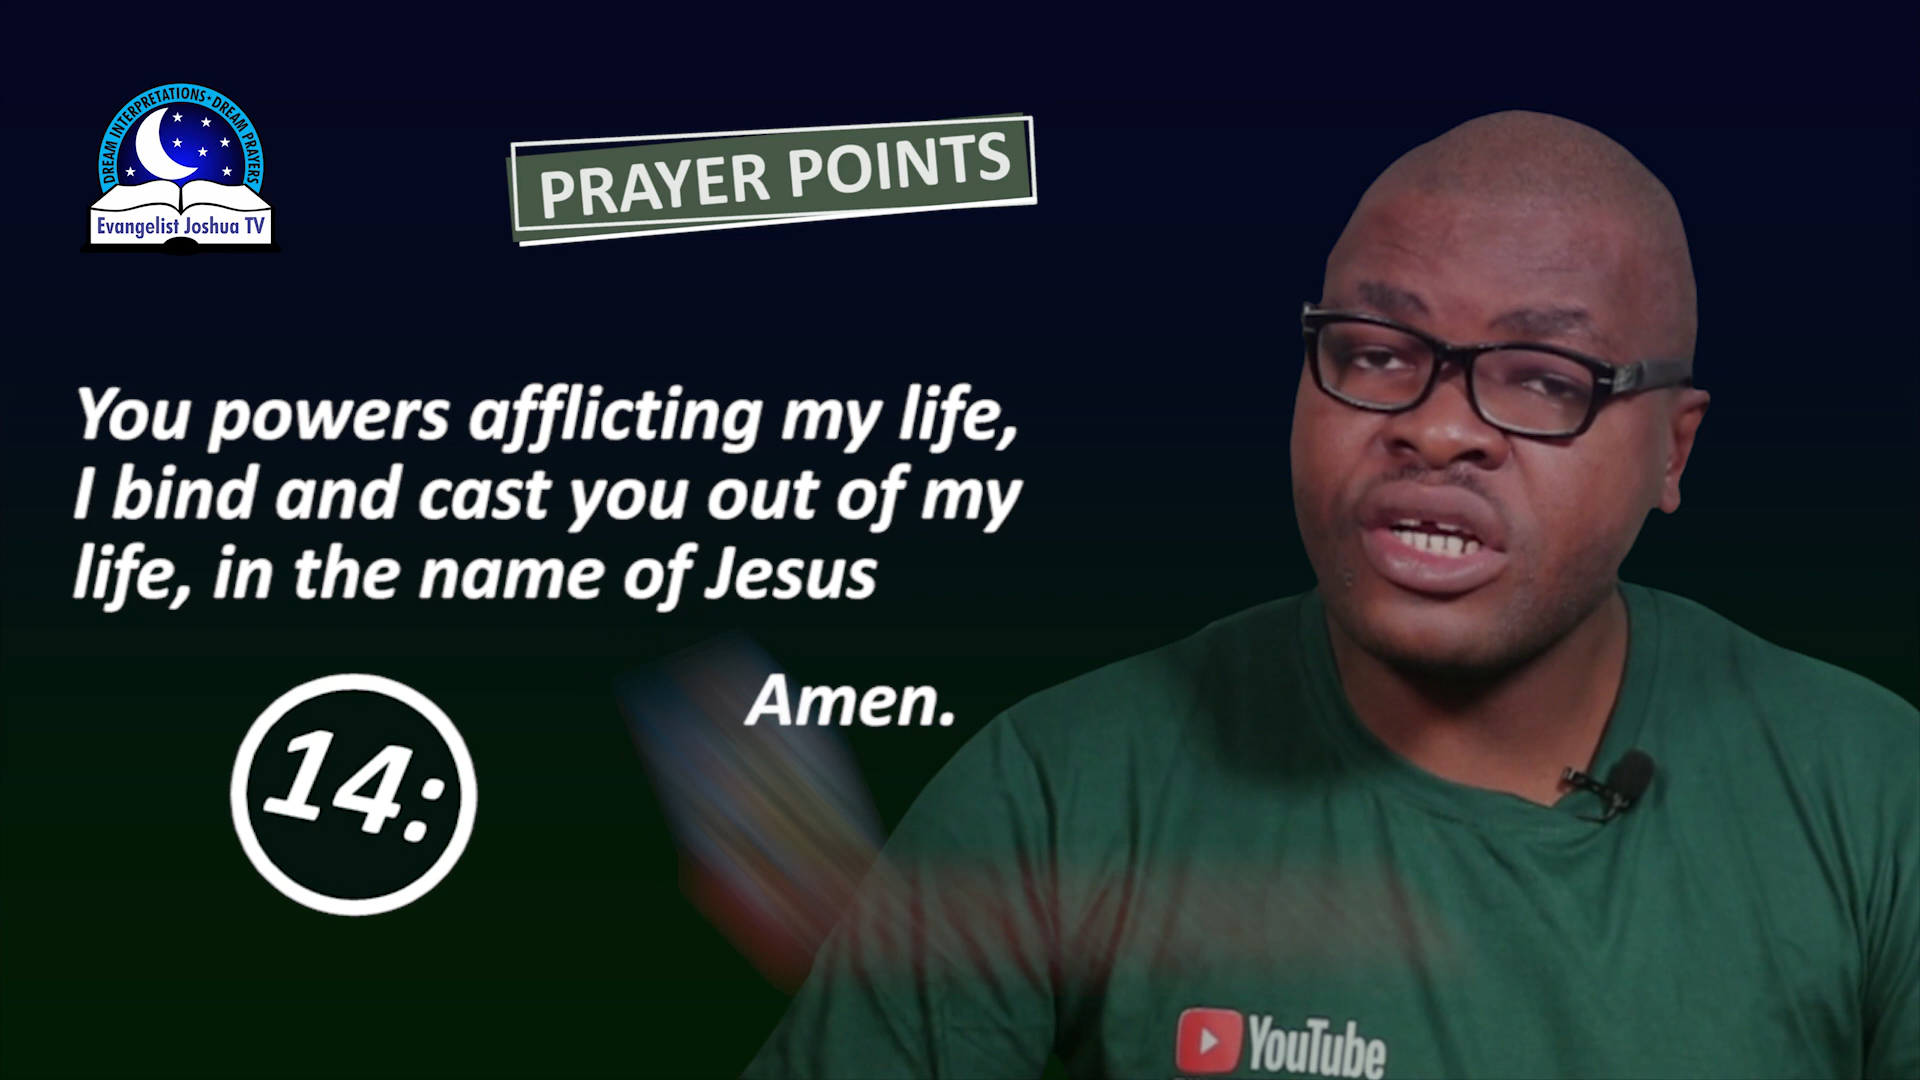 DREAM INTERPRETATIONS • DREAM PRAYERS
Evangelist Joshua TV
PRAYER POINTS
You powers afflicting my life,
I bind and cast you out of my
life, in the name of Jesus
Amen.
14:
YouTube